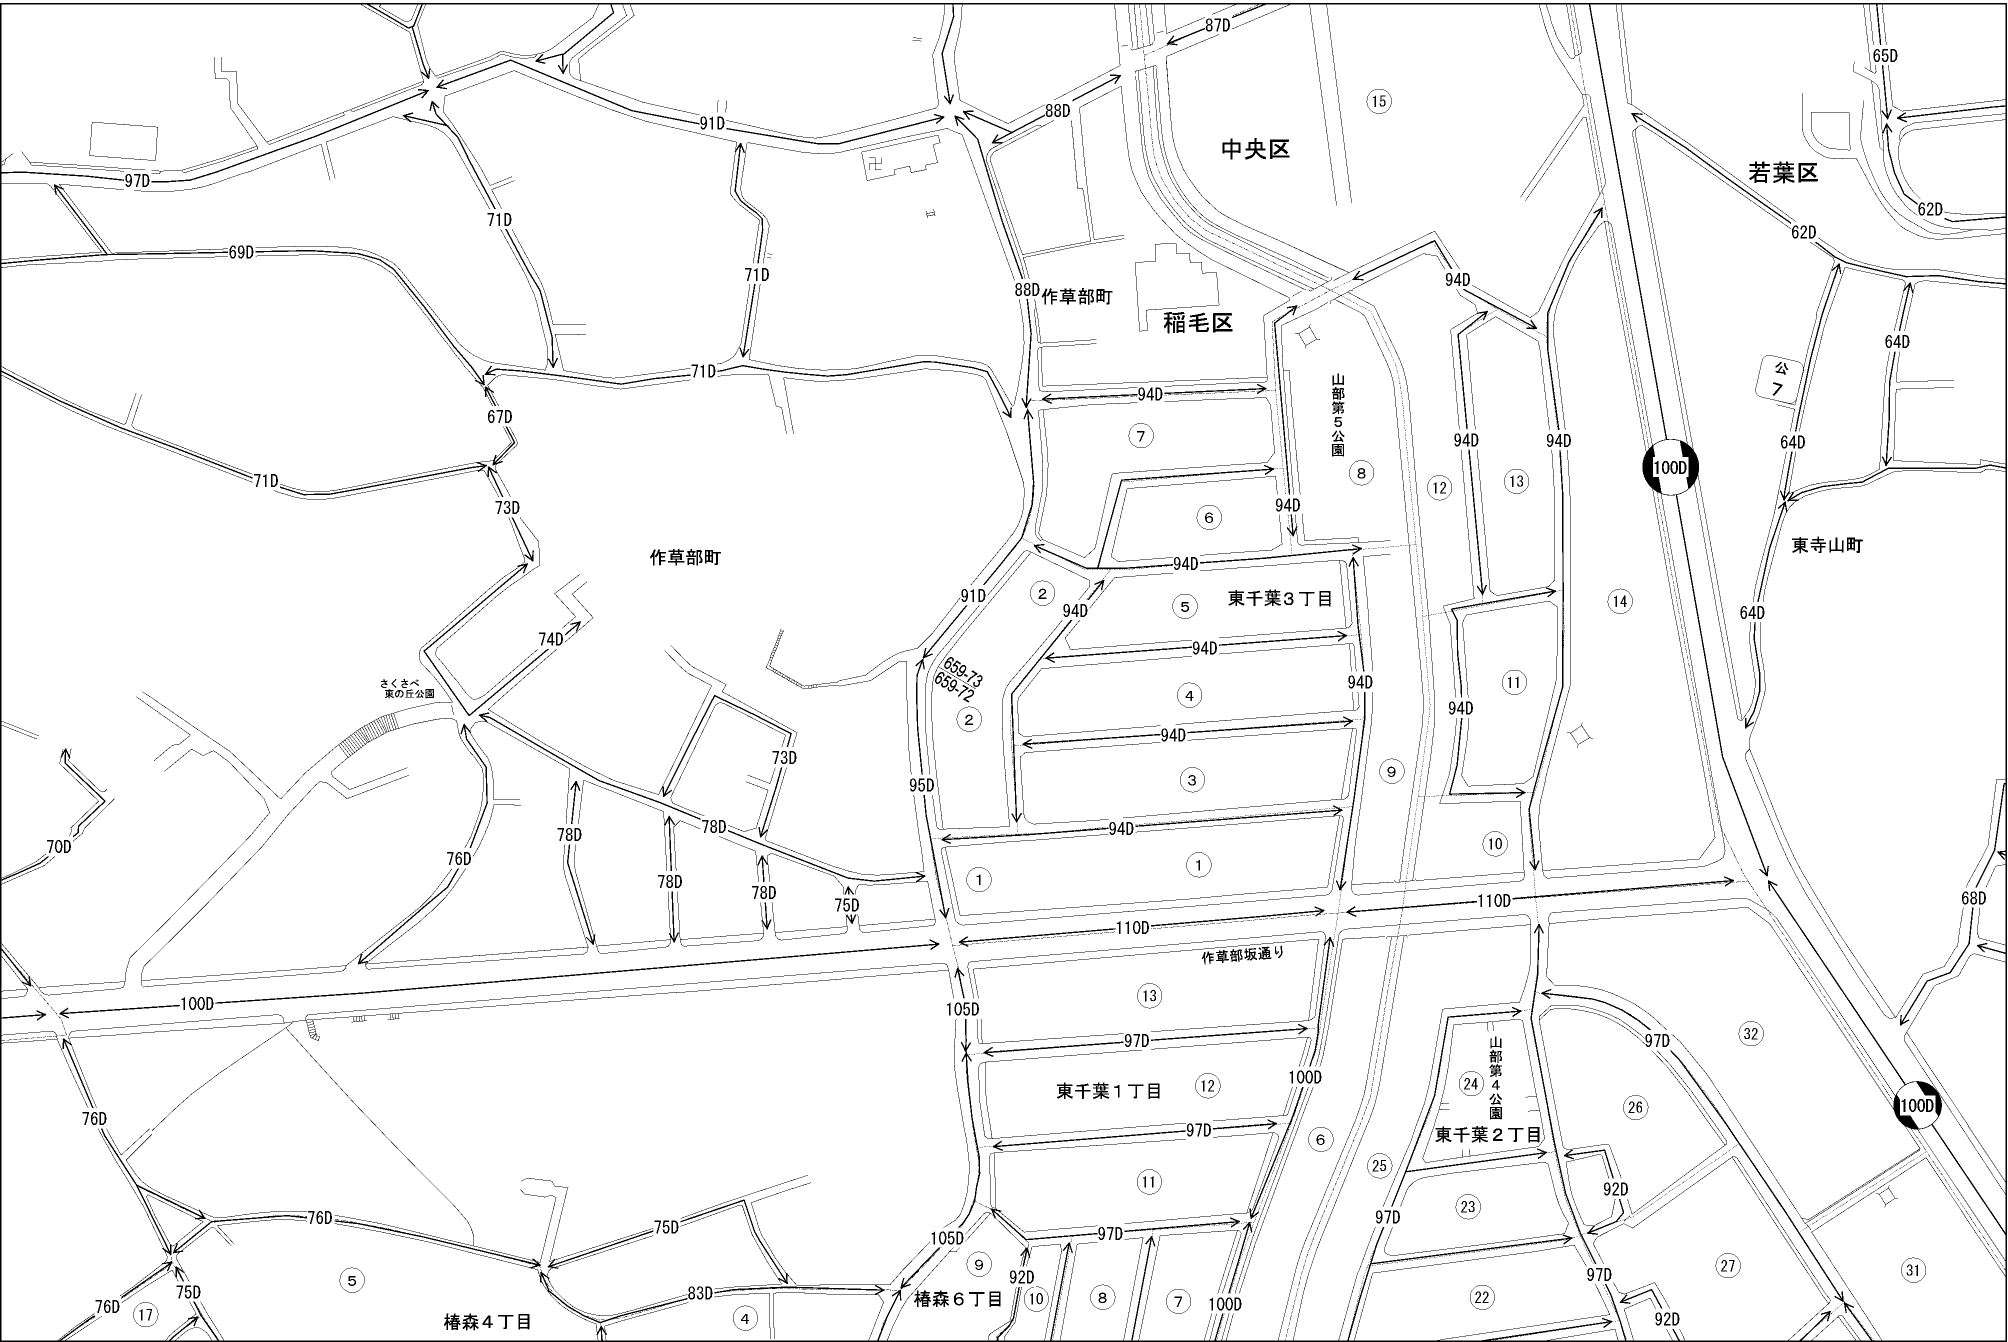 87D
65D
88D
15
91D
中央区
若葉区
97D
71D
62D
62D
69D
71D
88D
作草部町
94D
稲毛区
64D
71D
公
7
67D
94D
山部第5公園
7
94D
94D
64D
100D
71D
8
12
13
73D
94D
6
作草部町
94D
東寺山町
91D
2
94D
5
東千葉3丁目
14
74D
94D
64D
659-73
659-72
さくさべ
東の丘公園
4
94D
11
2
94D
94D
73D
95D
3
9
78D
78D
94D
70D
76D
10
78D
78D
75D
1
1
68D
110D
110D
作草部坂通り
100D
105D
13
97D
山部第4公園
97D
32
100D
12
24
東千葉1丁目
26
100D
76D
97D
6
東千葉2丁目
25
11
92D
76D
75D
97D
23
97D
105D
9
92D
5
97D
27
31
75D
83D
椿森6丁目
10
8
7
100D
22
76D
17
椿森4丁目
4
92D